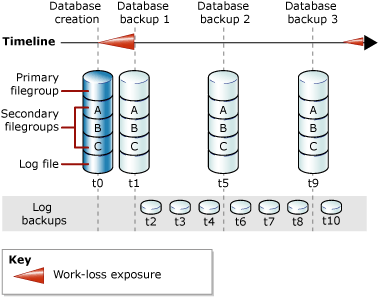 Database creation
Database backup 1
Database backup 2
Database backup 3
Timeline
Primary filegroup
Secondary filegroups
Log file
A
B
C
A
B
C
A
B
C
A
B
C
t0
t1
t5
t9
Log backups
t2
t3
t4
t6
t7
t8
t10
Key
Work-loss exposure